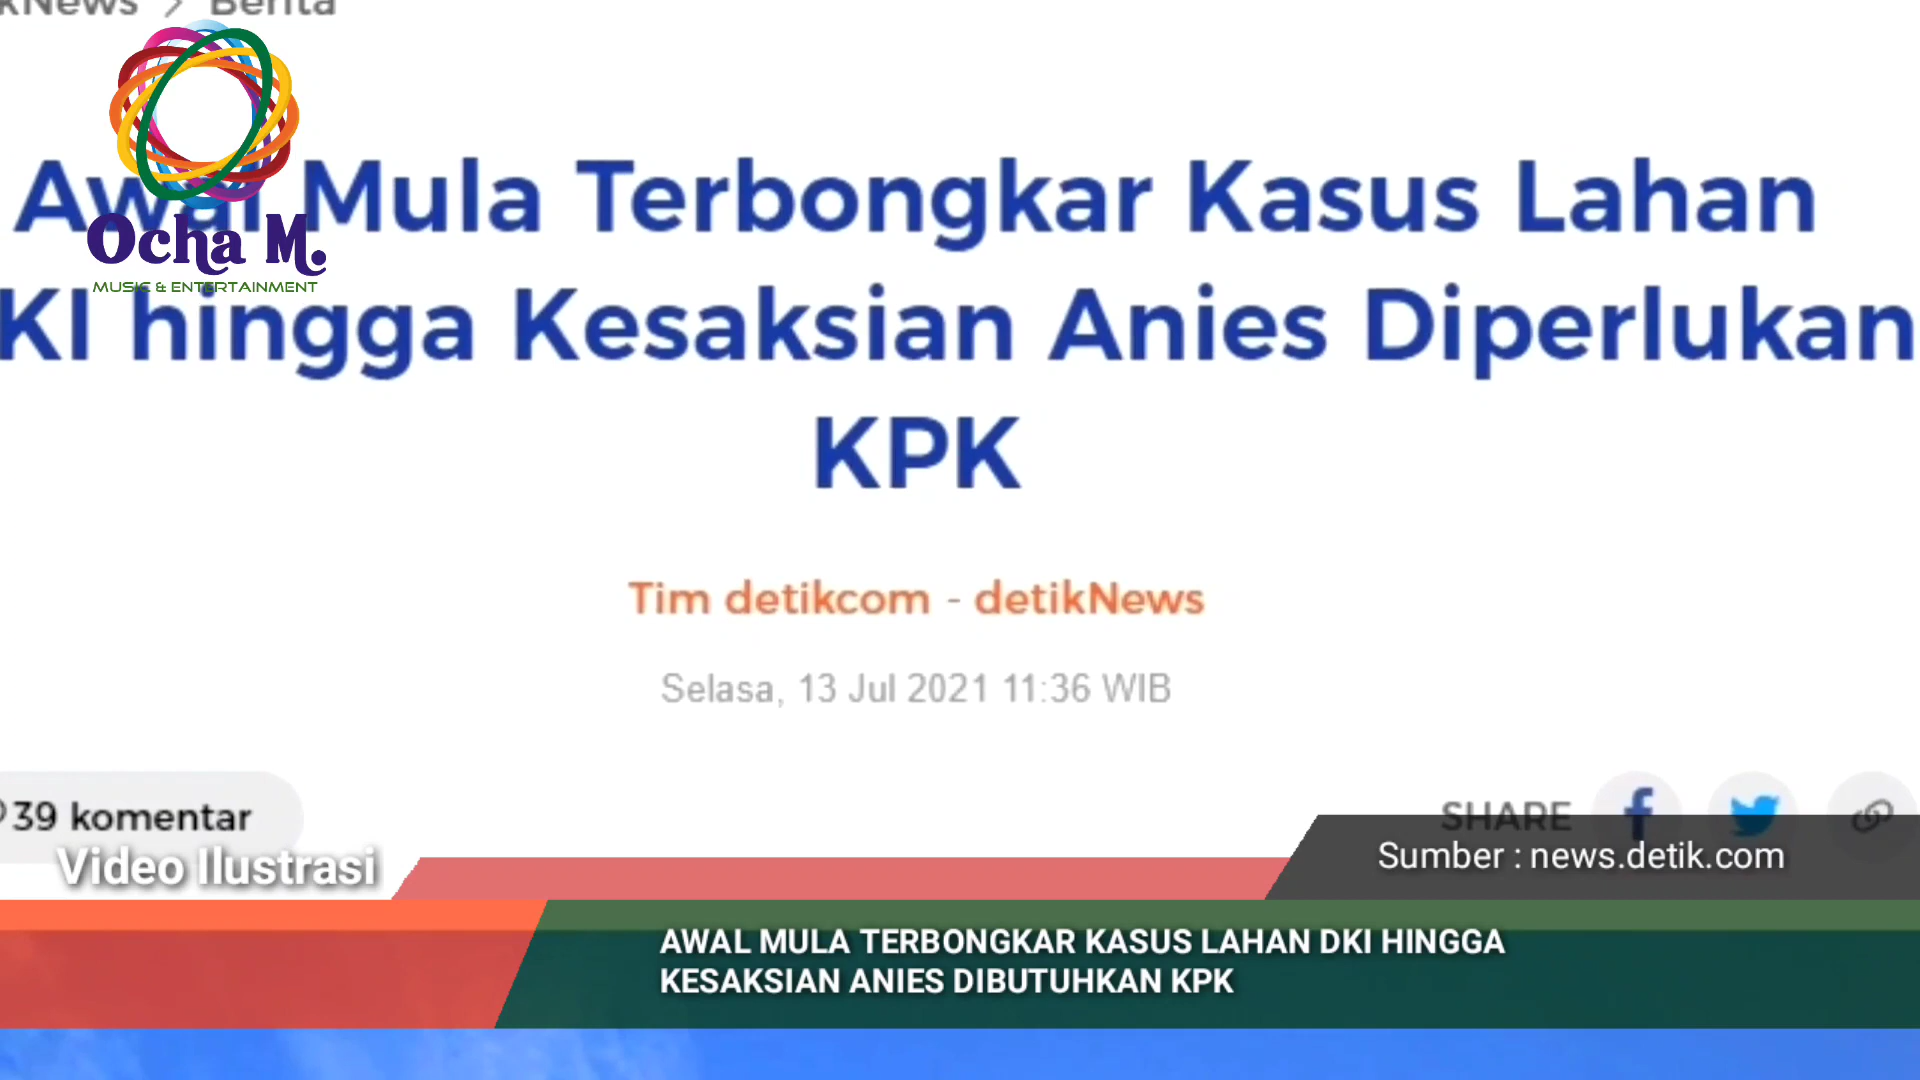 kNews > Berita
Awal Mula Terbongkar Kasus Lahan
KI hingga Kesaksian Anies Diperlukan
KPK
Ocha M.
MUSIC & ENTERTAINMENT
Tim detikcom - detikNews
Selasa, 13 Jul 2021 11:36 WIB
39 komentar
SHARE
Video Ilustrasi
Sumber : news.detik.com
AWAL MULA TERBONGKAR KASUS LAHAN DKI HINGGA
KESAKSIAN ANIES DIBUTUHKAN KPK